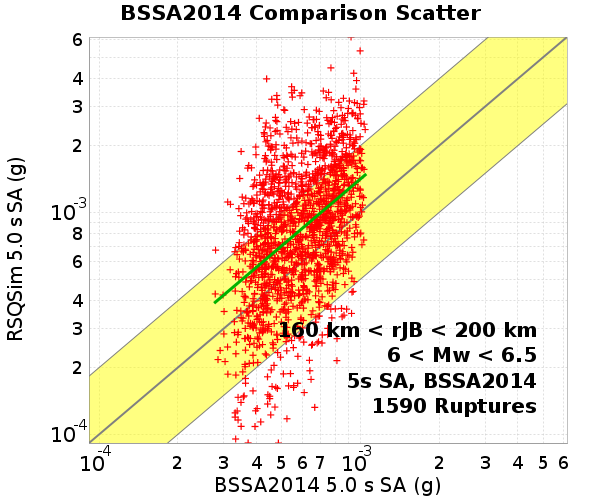 BSSA2014 Comparison Scatter
6
4
3
2
10-3
8
6
4
3
2
10-4
RSQSim 5.0 s SA (g)
160 km < rJB < 200 km
6 < Mw < 6.5
5s SA, BSSA2014
1590 Ruptures
10-4 2 3 4 5 6 7 10-3 2 3 4 5 6
BSSA2014 5.0 s SA (g)